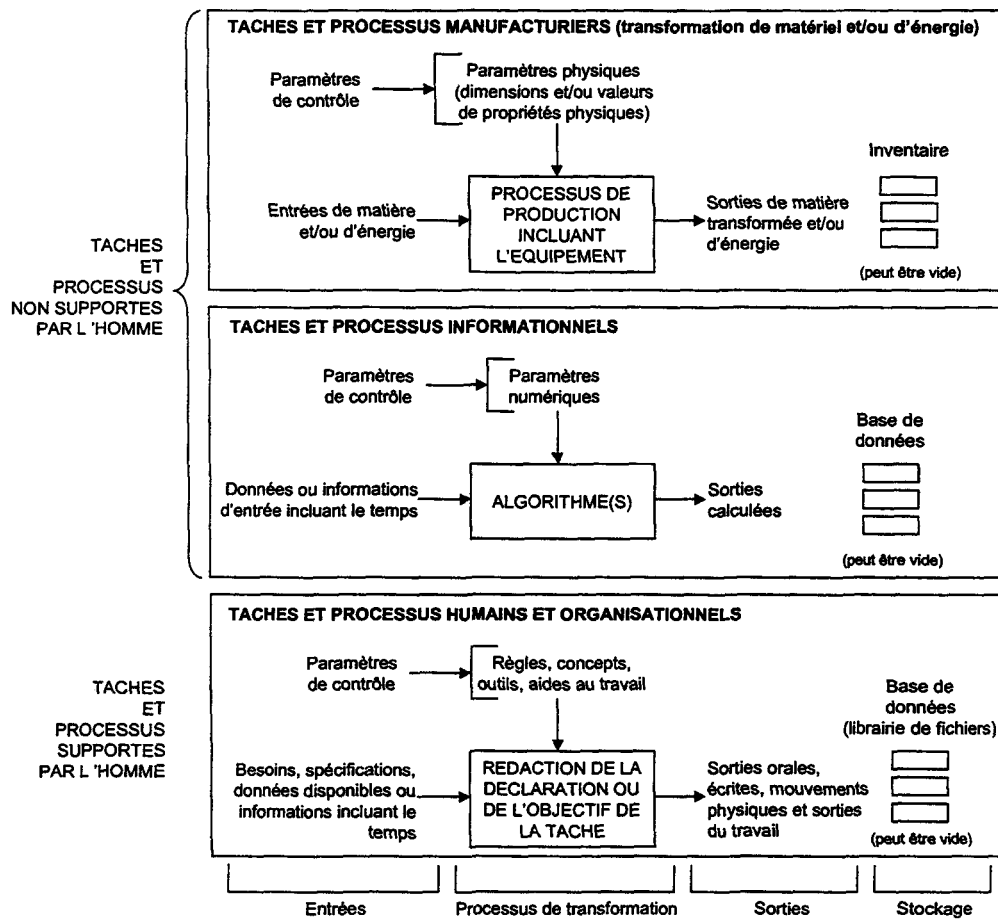 TACHES ET PROCESSUS MANUFACTURIERS (transformation de matériel et/ou d'énergie)
Paramètres
de contrôle
Paramètres physiques
(dimensions et/ou valeurs
de propriétés physiques)
Inventaire
Entrées de matière
et/ou d'énergie
PROCESSUS DE
PRODUCTION
INCLUANT
L'EQUIPEMENT
Sorties de matière
transformée et/ou
d'énergie
(peut être vide)
TACHES
ET
PROCESSUS
NON SUPPORTES
PAR L 'HOMME
TACHES ET PROCESSUS INFORMATIONNELS
Paramètres
de contrôle
Paramètres
numériques
Base de
données
Données ou informations
d'entrée incluant le temps
ALGORITHME(S)
Sorties
calculées
(peut être vide)
TACHES ET PROCESSUS HUMAINS ET ORGANISATIONNELS
Paramètres
de contrôle
Règles, concepts,
outils, aides au travail
Base de
données
(librairie de fichiers)
TACHES
ET
PROCESSUS
SUPPORTES
PAR L 'HOMME
Besoins, spécifications,
données disponibles ou
informations incluant le
temps
REDACTION DE LA
DECLARATION OU
DE L'OBJECTIF DE
LA TACHE
Sorties orales,
écrites, mouvements
physiques et sorties
du travail
(peut être vide)
Entrées
Processus de transformation
Sorties
Stockage